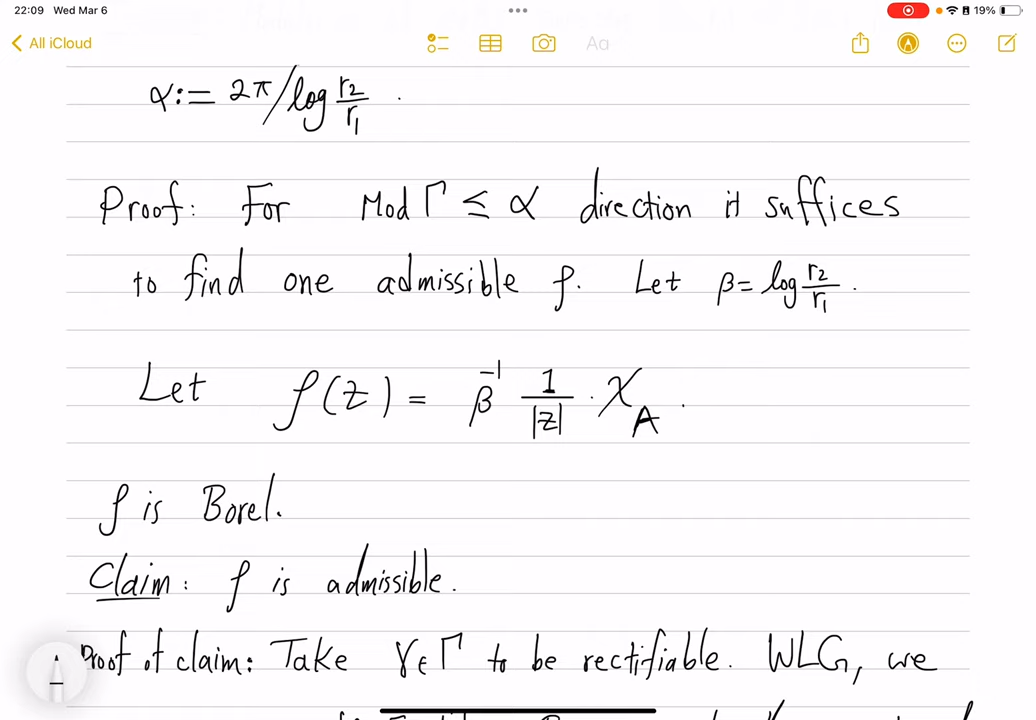 22:09 Wed Mar 6
19%
All iCloud
Aa
α := 2π/log r₂/r₁ .
Proof: For Mod Γ ≤ α direction it suffices
to find one admissible ρ. Let β = log r₂/r₁ .
Let ρ(z) = β⁻¹ 1/|z| · χ_A .
ρ is Borel.
Claim: ρ is admissible.
Proof of claim: Take γ ∈ Γ to be rectifiable. WLG, we